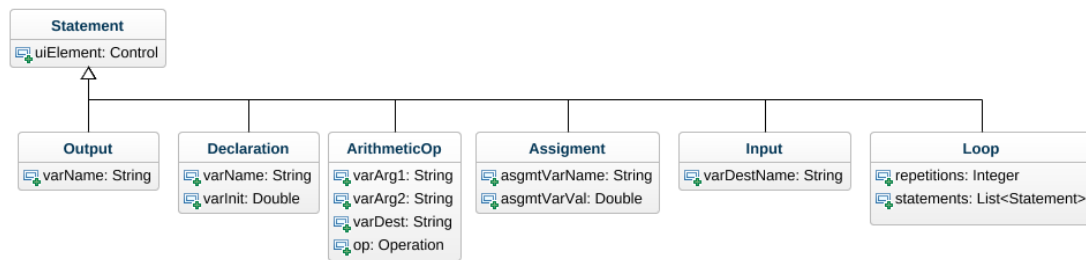 Statement
uiElement: Control
Output
varName: String
Declaration
varName: String
varInit: Double
ArithmeticOp
varArg1: String
varArg2: String
varDest: String
op: Operation
Assigment
asgmtVarName: String
asgmtVarVal: Double
Input
varDestName: String
Loop
repetitions: Integer
statements: List<Statement>